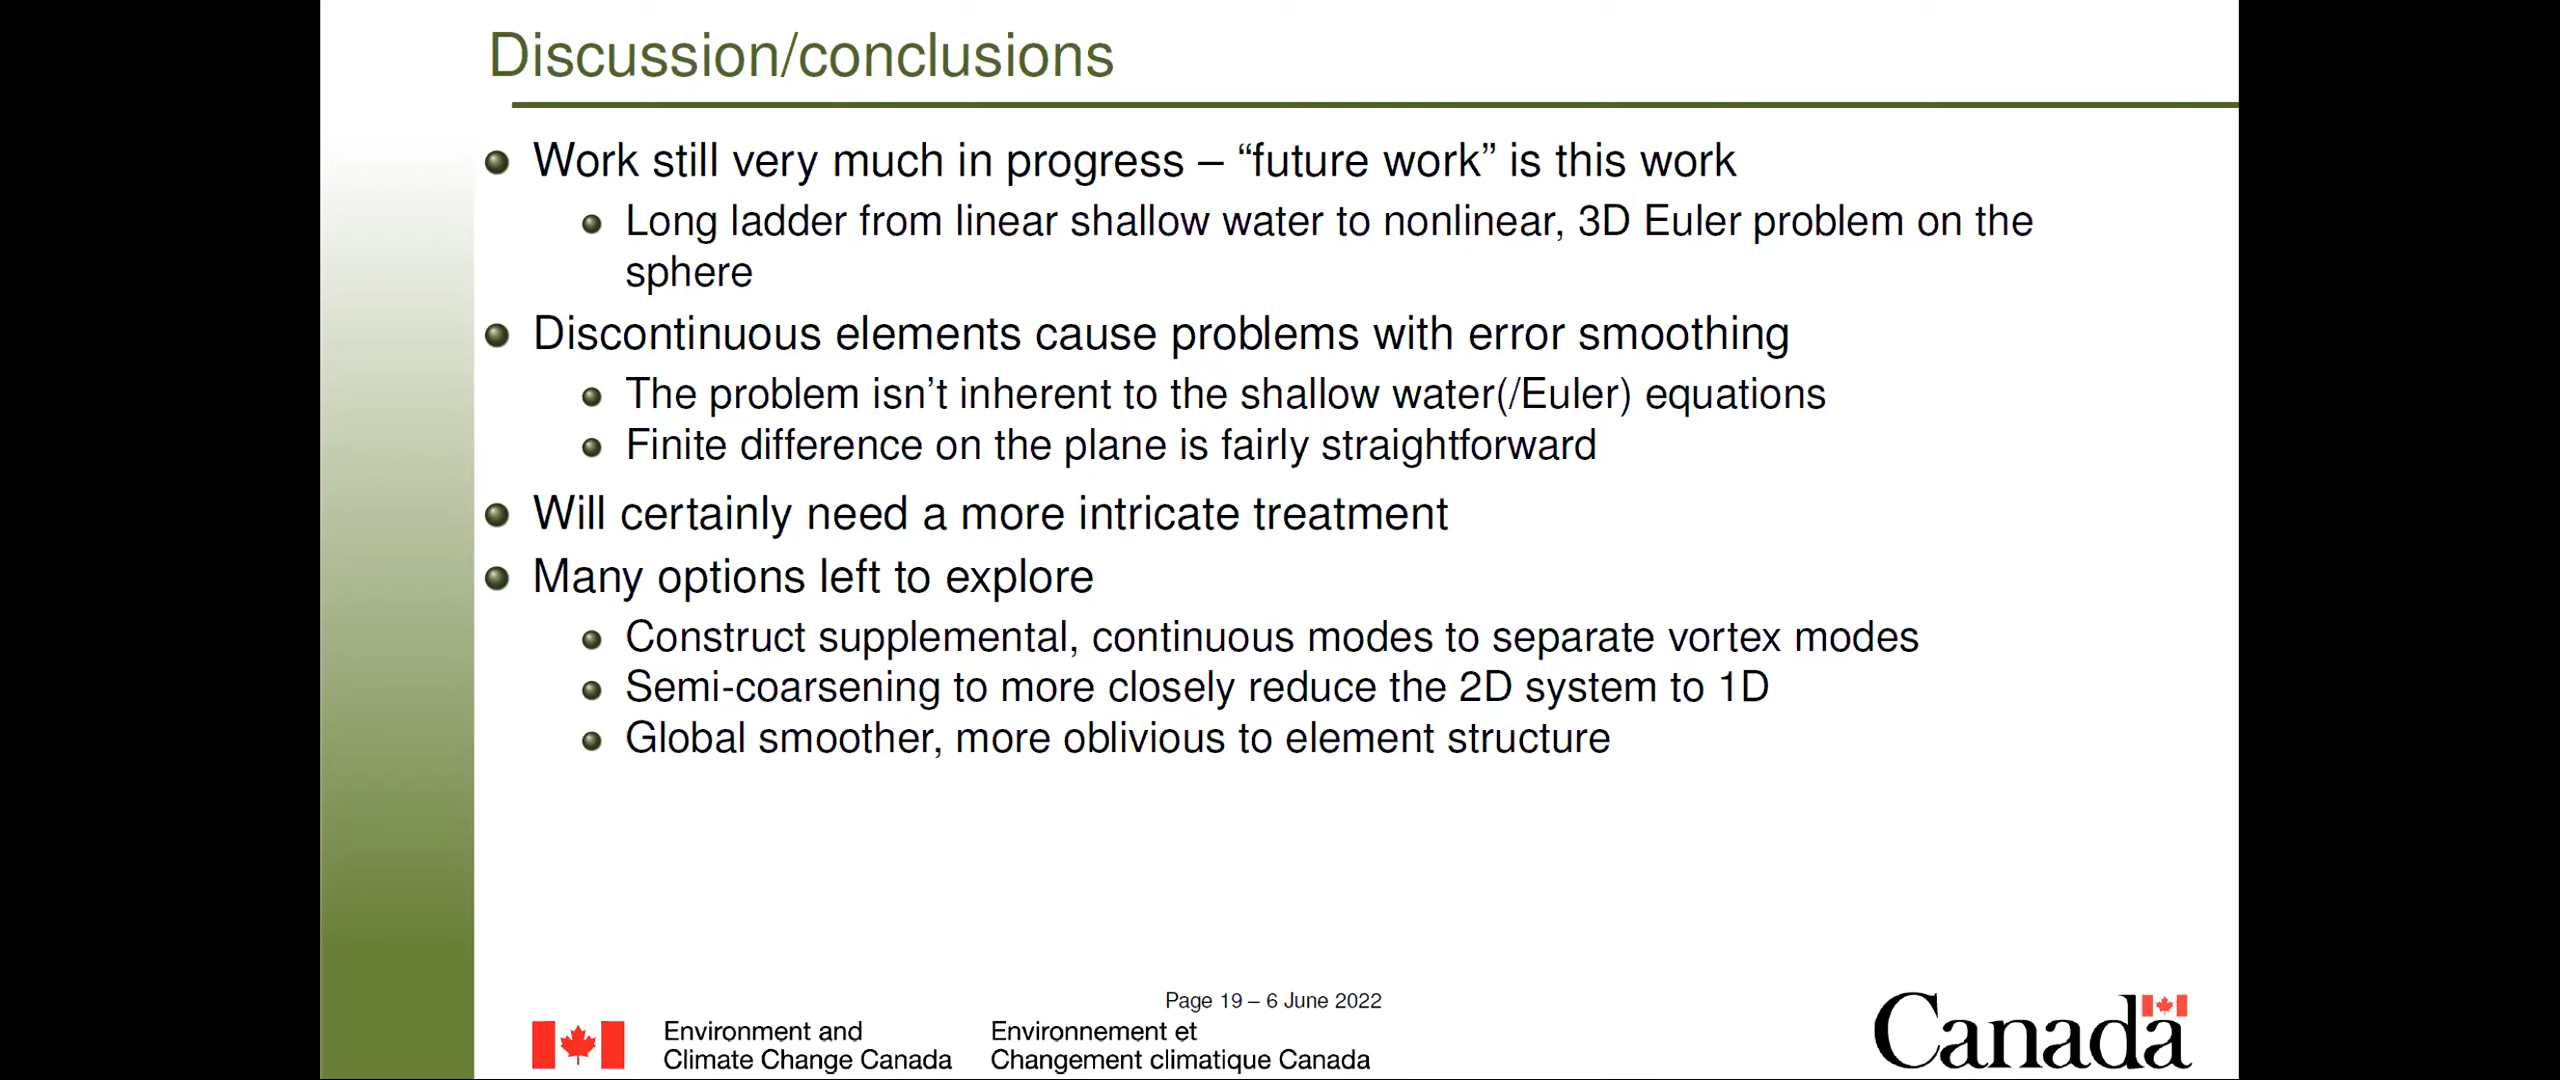 Discussion/conclusions
Work still very much in progress – “future work” is this work
Long ladder from linear shallow water to nonlinear, 3D Euler problem on the
sphere
Discontinuous elements cause problems with error smoothing
The problem isn’t inherent to the shallow water(/Euler) equations
Finite difference on the plane is fairly straightforward
Will certainly need a more intricate treatment
Many options left to explore
Construct supplemental, continuous modes to separate vortex modes
Semi-coarsening to more closely reduce the 2D system to 1D
Global smoother, more oblivious to element structure
Page 19 – 6 June 2022
Environment and
Climate Change Canada
Environnement et
Changement climatique Canada
Canada